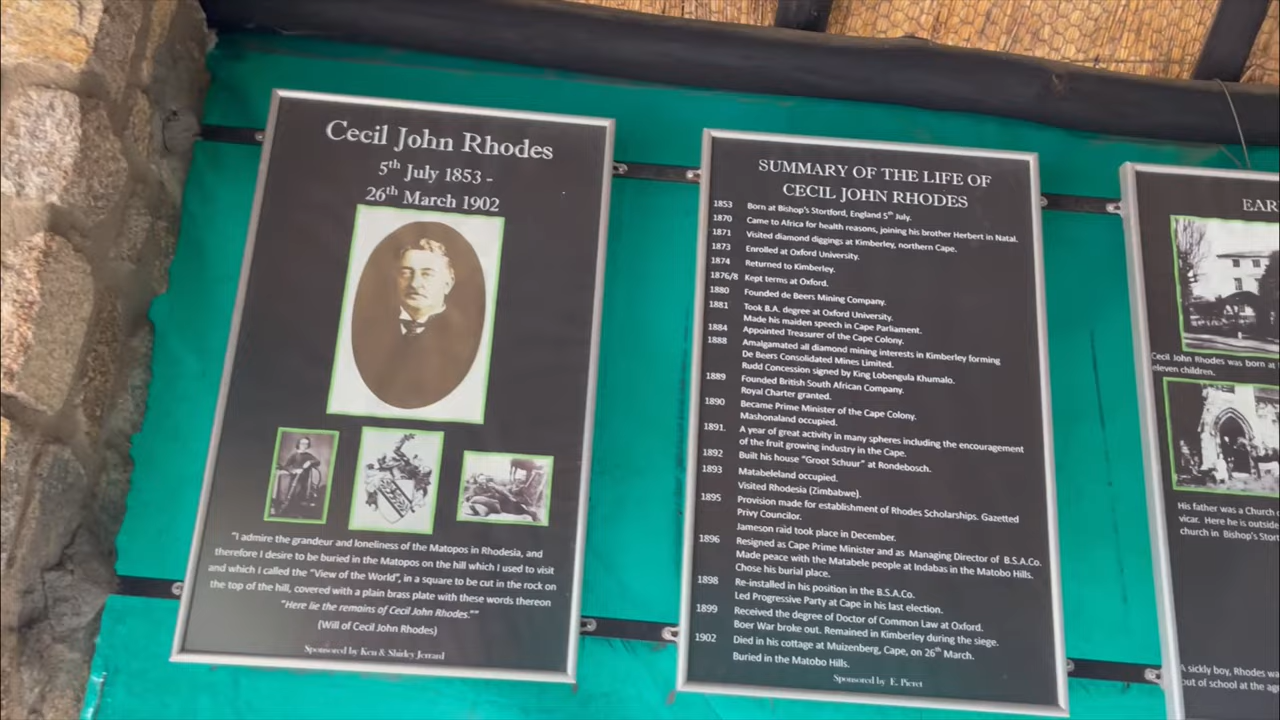 Cecil John Rhodes
5th July 1853 -
26th March 1902
"I admire the grandeur and loneliness of the Matopos in Rhodesia, and
therefore I desire to be buried in the Matopos on the hill which I used to visit
and which I called the "View of the World", in a square to be cut in the rock on
the top of the hill, covered with a plain brass plate with these words thereon
"Here lie the remains of Cecil John Rhodes.""
(Will of Cecil John Rhodes)
Sponsored by Ken & Shirley Jerrard
SUMMARY OF THE LIFE OF
CECIL JOHN RHODES
1853 Born at Bishop's Stortford, England 5th July.
1870 Came to Africa for health reasons, joining his brother Herbert in Natal.
1871 Visited diamond diggings at Kimberley, northern Cape.
1873 Enrolled at Oxford University.
1874 Returned to Kimberley.
1876/8 Kept terms at Oxford.
1880 Founded de Beers Mining Company.
1881 Took B.A. degree at Oxford University.
Made his maiden speech in Cape Parliament.
1884 Appointed Treasurer of the Cape Colony.
1888 Amalgamated all diamond mining interests in Kimberley forming
De Beers Consolidated Mines Limited.
Rudd Concession signed by King Lobengula Khumalo.
1889 Founded British South African Company.
Royal Charter granted.
1890 Became Prime Minister of the Cape Colony.
Mashonaland occupied.
1891. A year of great activity in many spheres including the encouragement
of the fruit growing industry in the Cape.
1892 Built his house "Groot Schuur" at Rondebosch.
1893 Matabeleland occupied.
Visited Rhodesia (Zimbabwe).
1895 Provision made for establishment of Rhodes Scholarships. Gazetted
Privy Councilor.
Jameson raid took place in December.
1896 Resigned as Cape Prime Minister and as Managing Director of B.S.A.Co.
Made peace with the Matabele people at Indabas in the Matobo Hills.
Chose his burial place.
1898 Re-installed in his position in the B.S.A.Co.
Led Progressive Party at Cape in his last election.
1899 Received the degree of Doctor of Common Law at Oxford.
Boer War broke out. Remained in Kimberley during the siege.
1902 Died in his cottage at Muizenberg, Cape, on 26th March.
Buried in the Matobo Hills.
Sponsored by E. Pieret
EAR
Cecil John Rhodes was born at
eleven children.
His father was a Church
vicar. Here he is outside
church in Bishop's Stort
A sickly boy, Rhodes wa
out of school at the ag